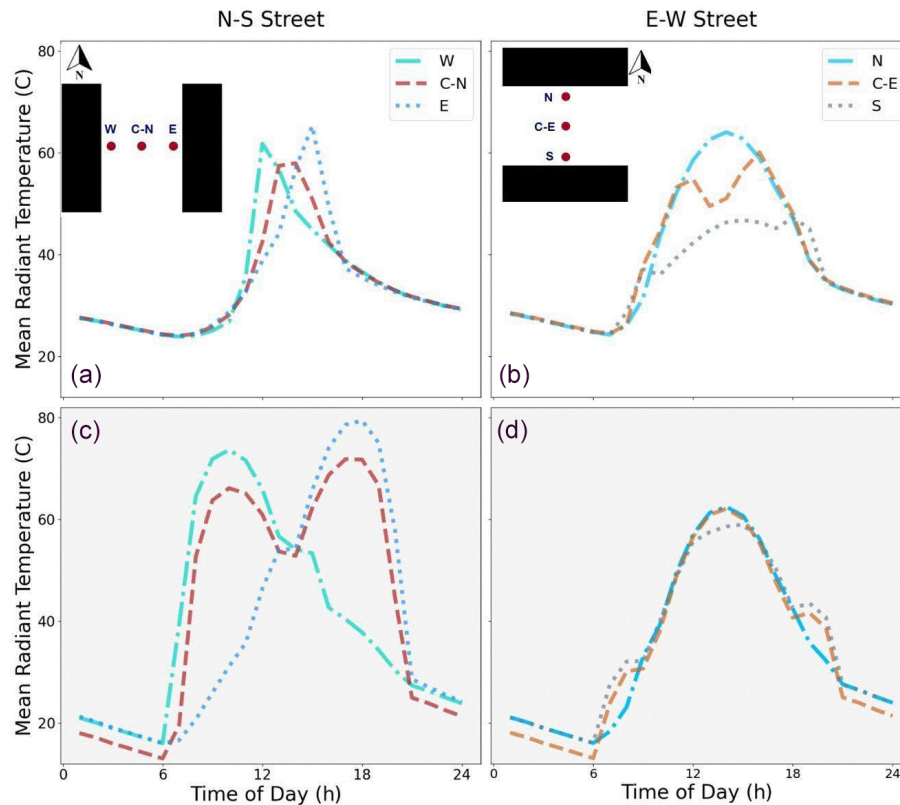 N-S Street
E-W Street
Mean Radiant Temperature (C)
80
60
40
20
N
W C-N E
W
C-N
E
(a)
N
N
C-E
S
N
C-E
S
(b)
Mean Radiant Temperature (C)
80
60
40
20
0 6 12 18 24
Time of Day (h)
(c)
0 6 12 18 24
Time of Day (h)
(d)